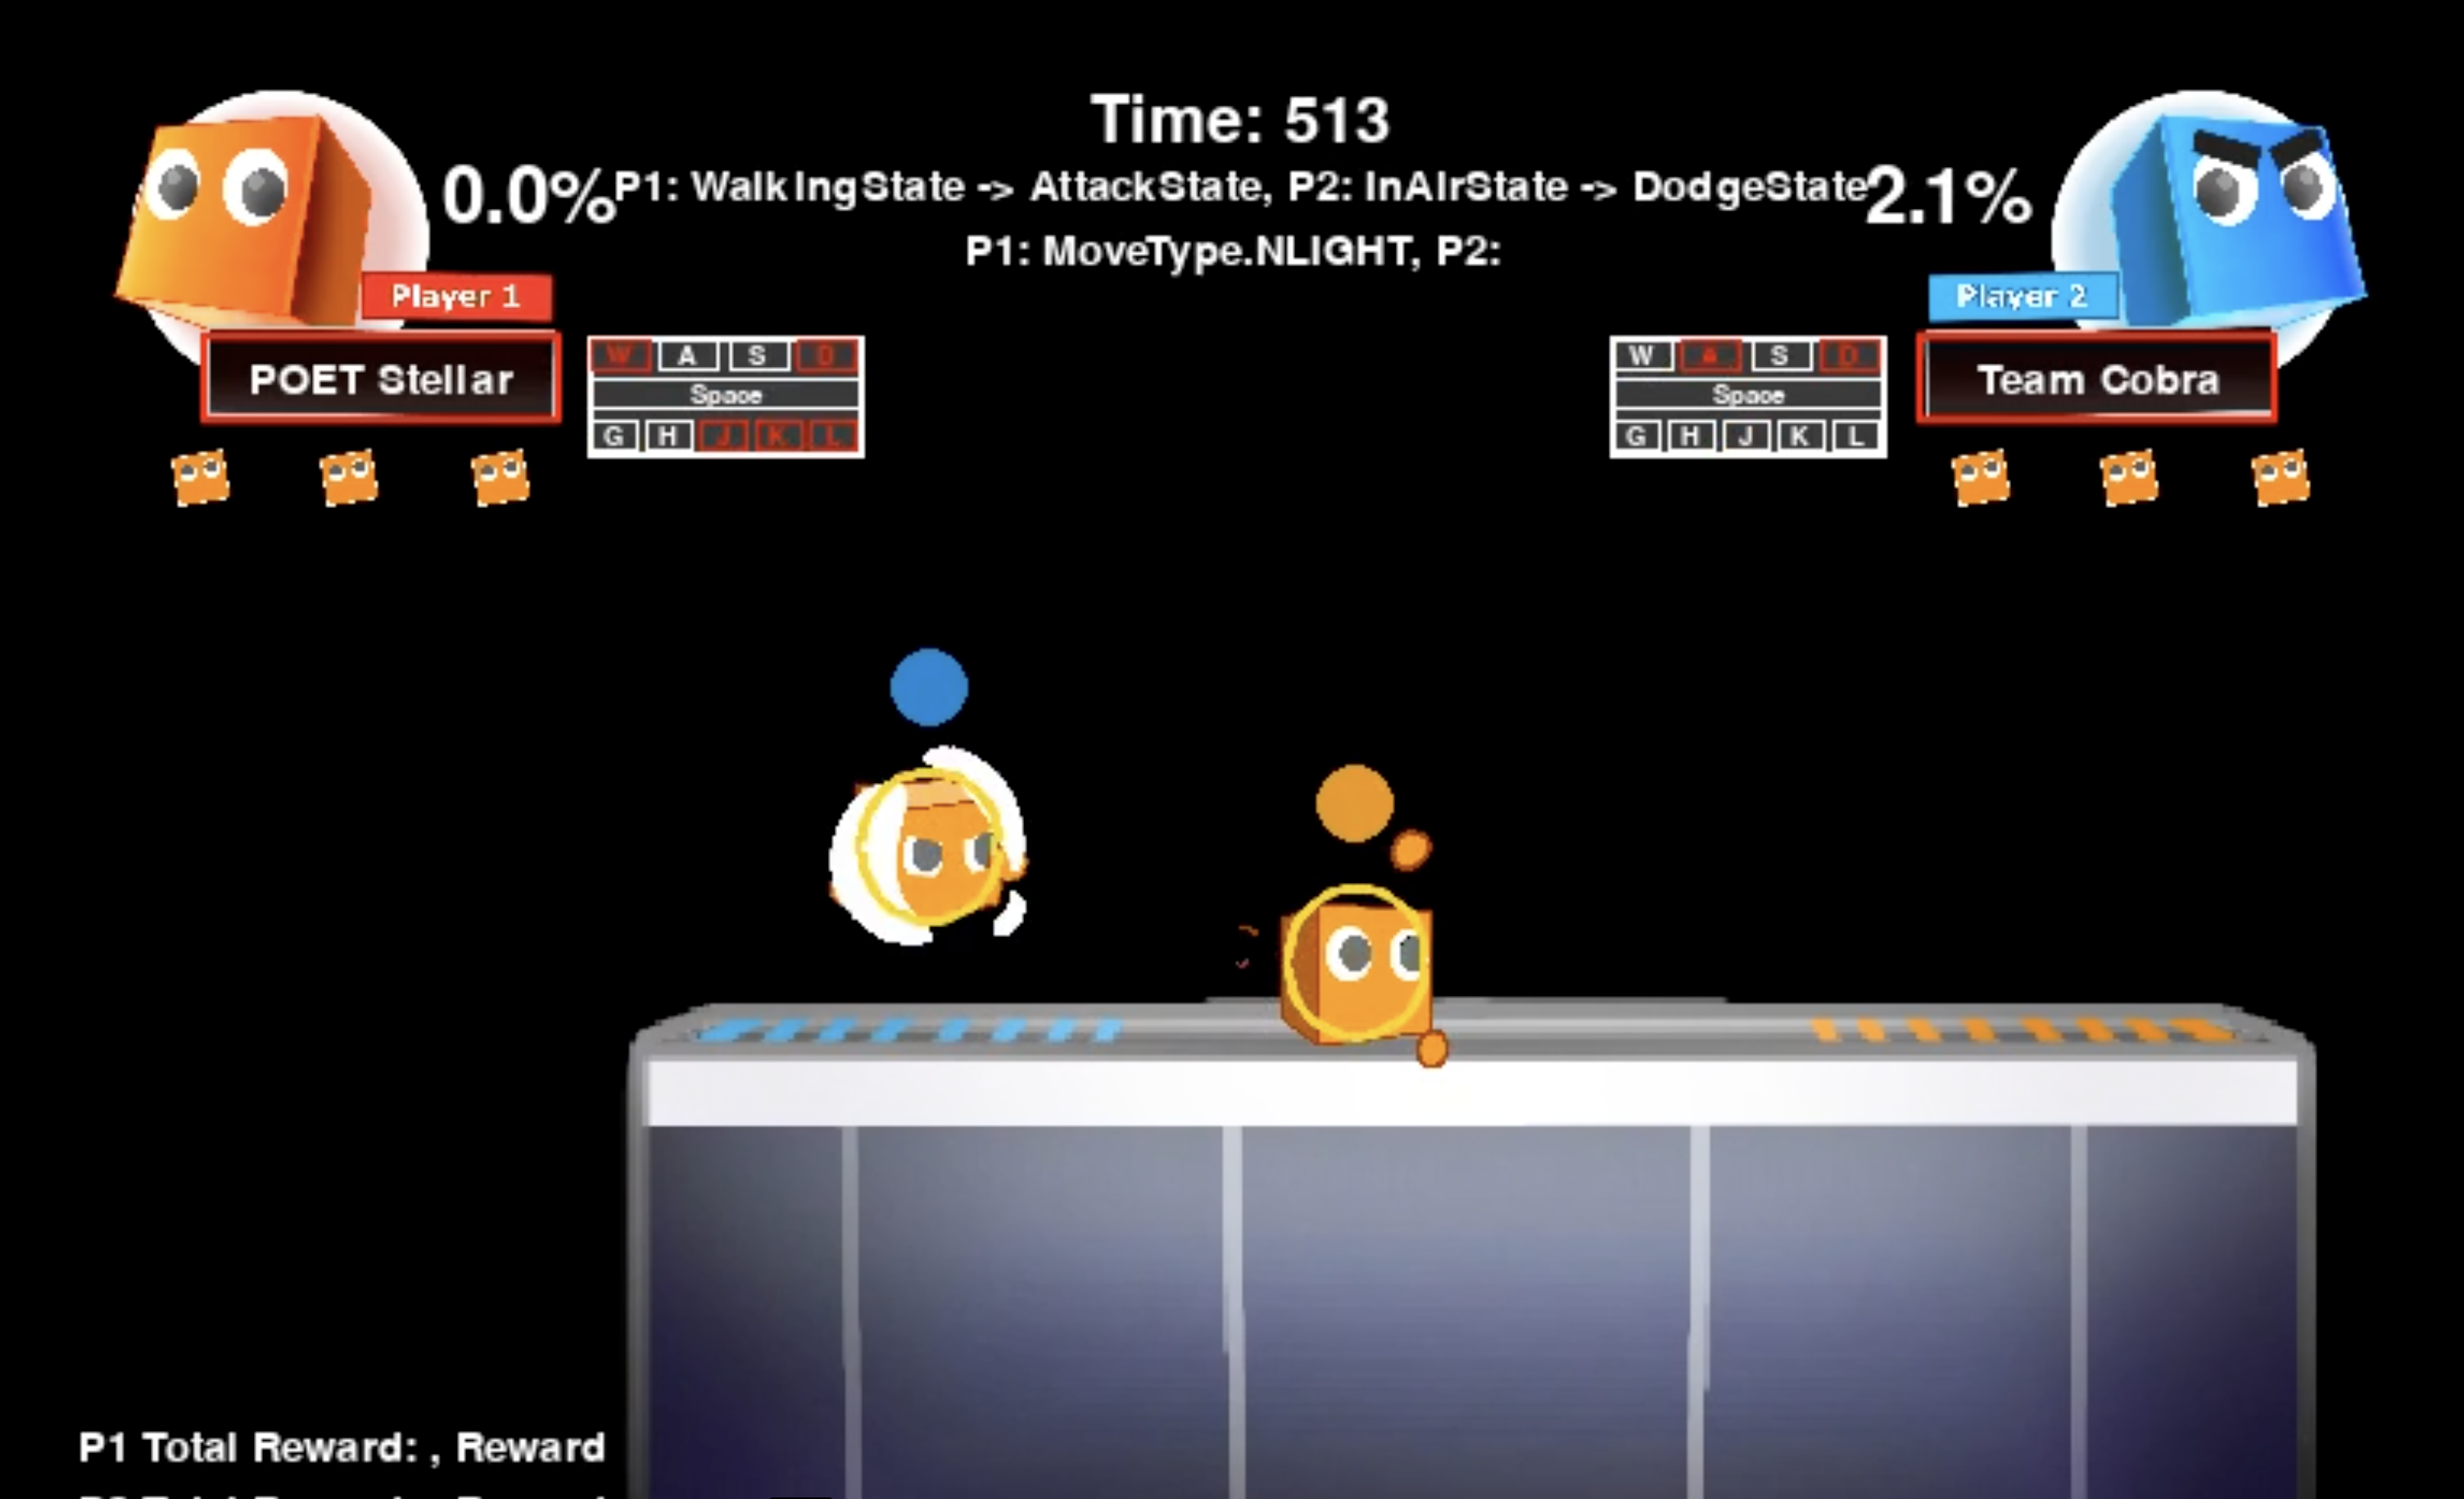 Time: 513
0.0%
P1: WalkIngState -> AttackState, P2: InAIrState -> DodgeState
2.1%
P1: MoveType.NLIGHT, P2:
Player 1
Player 2
POET Stellar
Team Cobra
W A S D
Space
G H J K L
W A S D
Space
G H J K L
P1 Total Reward: , Reward